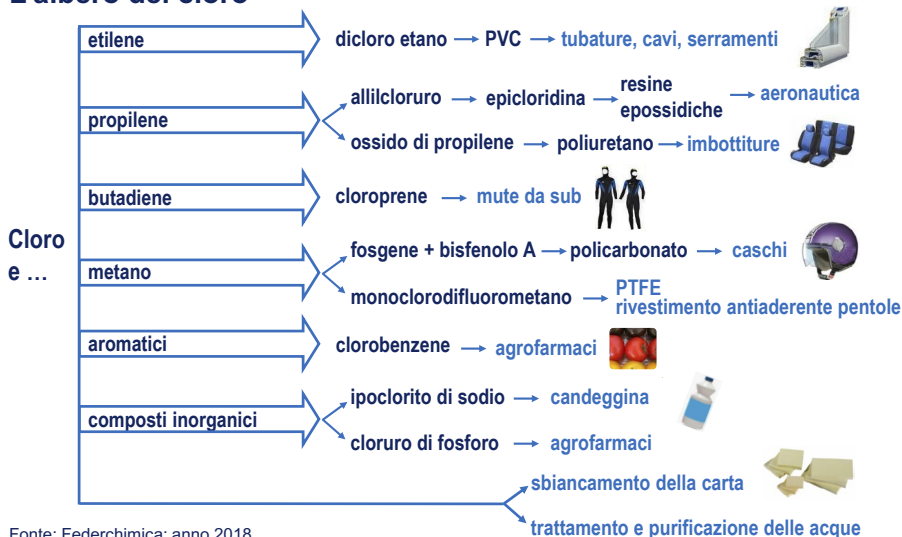 L'albero del cloro
etilene
dicloro etano
PVC
tubature, cavi, serramenti
propilene
allilcloruro
epicloridina
resine
epossidiche
aeronautica
ossido di propilene
poliuretano
imbottiture
butadiene
cloroprene
mute da sub
Cloro
e ...
metano
fosgene + bisfenolo A
policarbonato
caschi
monoclorodifluorometano
PTFE
rivestimento antiaderente pentole
aromatici
clorobenzene
agrofarmaci
composti inorganici
ipoclorito di sodio
candeggina
cloruro di fosforo
agrofarmaci
sbiancamento della carta
trattamento e purificazione delle acque
Fonte: Federchimica; anno 2018